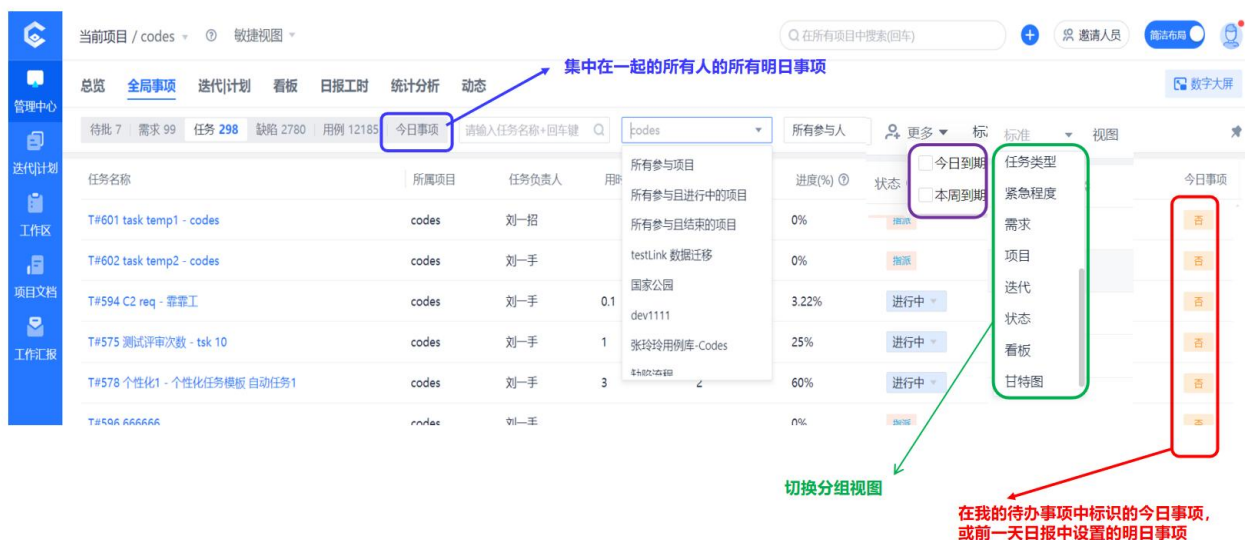 当前项目 / codes
敏捷视图
在所有项目中搜索(回车)
邀请人员
简洁布局
集中在一起的所有人的所有明日事项
管理中心
总览 全局事项 迭代|计划 看板 日报工时 统计分析 动态
数字大屏
待批 7 需求 99 任务 298 缺陷 2780 用例 12185 今日事项
请输入任务名称+回车键
codes
所有参与人
更多
标准
视图
迭代|计划
工作区
项目文档
工作汇报
任务名称 所属项目 任务负责人 进度(%) 状态 今日事项
T#601 task temp1 - codes codes 刘一招 0% 指派 否
T#602 task temp2 - codes codes 刘一手 0% 指派 否
T#594 C2 req - 霏霏工 codes 刘一手 0.1 3.22% 进行中 否
T#575 测试评审次数 - tsk 10 codes 刘一手 1 25% 进行中 否
T#578 个性化1 - 个性化任务模板 自动任务1 codes 刘一手 3 2 60% 进行中 否
T#596 666666 codes 刘一手 0% 指派 否
所有参与项目
所有参与且进行中的项目
所有参与且结束的项目
testLink 数据迁移
国家公园
dev1111
张玲玲用例库-Codes
缺陷流程
今日到期
本周到期
任务类型
紧急程度
需求
项目
迭代
状态
看板
甘特图
切换分组视图
在我的待办事项中标识的今日事项，
或前一天日报中设置的明日事项